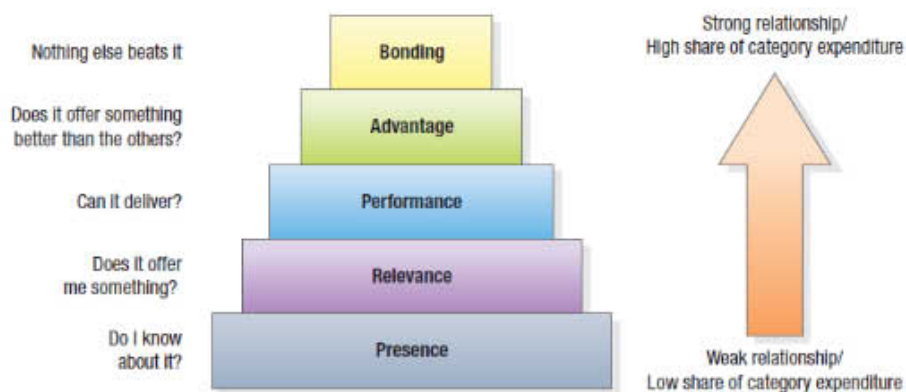 Strong relationship/
High share of category expenditure
Nothing else beats it
Bonding
Does it offer something
better than the others?
Advantage
Can it deliver?
Performance
Does it offer
me something?
Relevance
Do I know
about it?
Presence
Weak relationship/
Low share of category expenditure